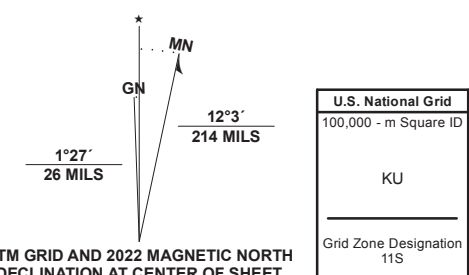 ★
MN
GN
12°3´
214 MILS
1°27´
26 MILS
TM GRID AND 2022 MAGNETIC NORTH
DECLINATION AT CENTER OF SHEET
U.S. National Grid
100,000 - m Square ID
KU
Grid Zone Designation
11S